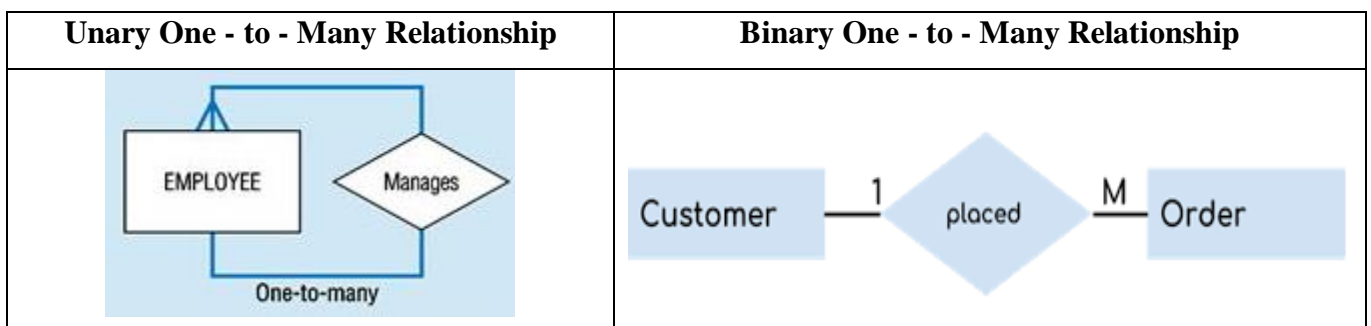 Unary One - to - Many Relationship
Binary One - to - Many Relationship
EMPLOYEE
Manages
One-to-many
Customer
1
placed
M
Order